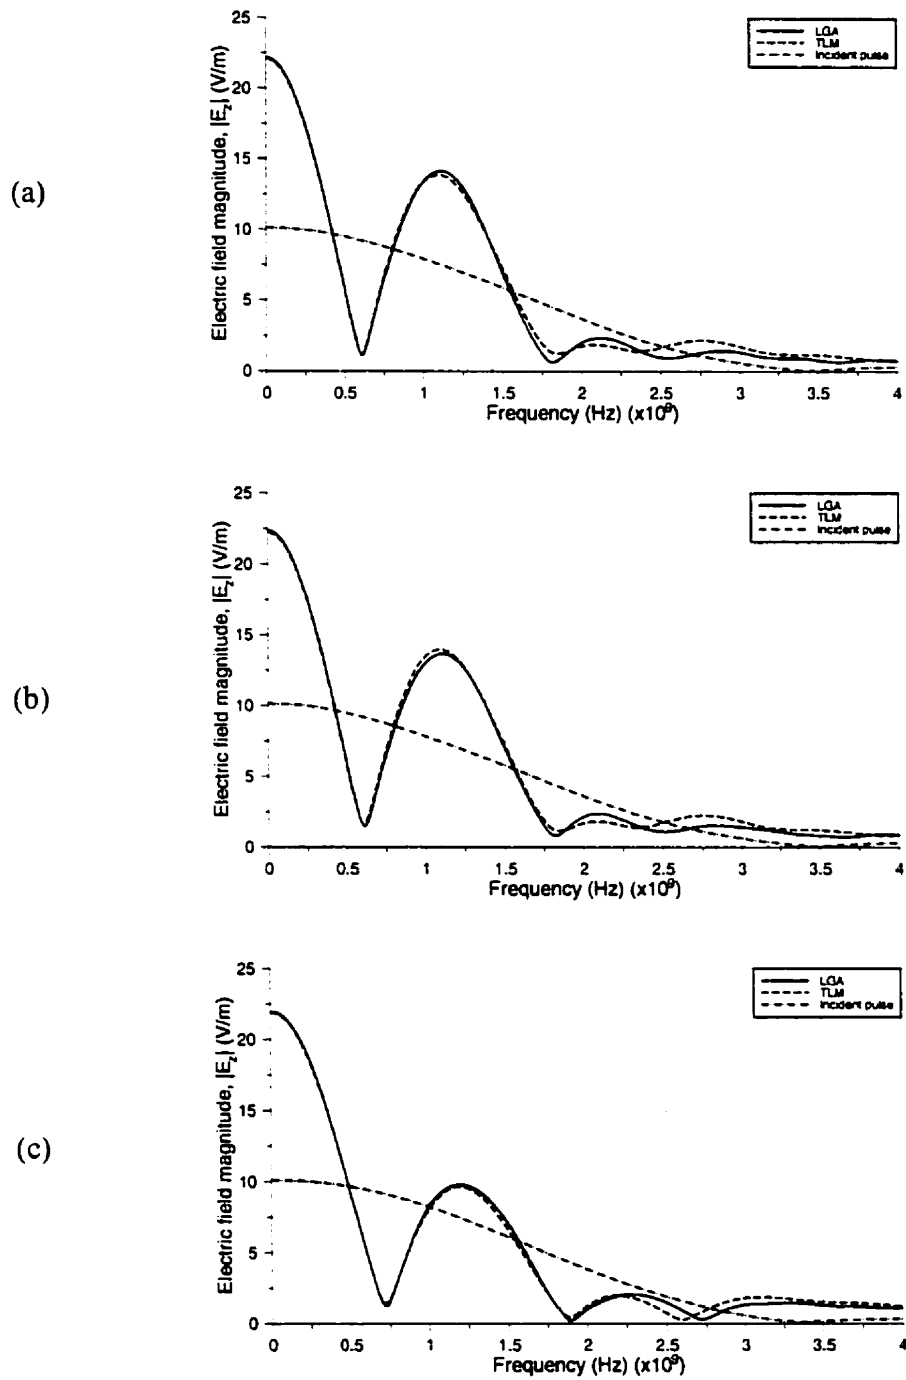 (a)
Electric field magnitude, |E_z| (V/m)
25
20
15
10
5
0
LGA
TLM
Incident pulse
0 0.5 1 1.5 2 2.5 3 3.5 4
Frequency (Hz) (x10⁹)
(b)
Electric field magnitude, |E_z| (V/m)
25
20
15
10
5
0
LGA
TLM
Incident pulse
0 0.5 1 1.5 2 2.5 3 3.5 4
Frequency (Hz) (x10⁹)
(c)
Electric field magnitude, |E_z| (V/m)
25
20
15
10
5
0
LGA
TLM
Incident pulse
0 0.5 1 1.5 2 2.5 3 3.5 4
Frequency (Hz) (x10⁹)